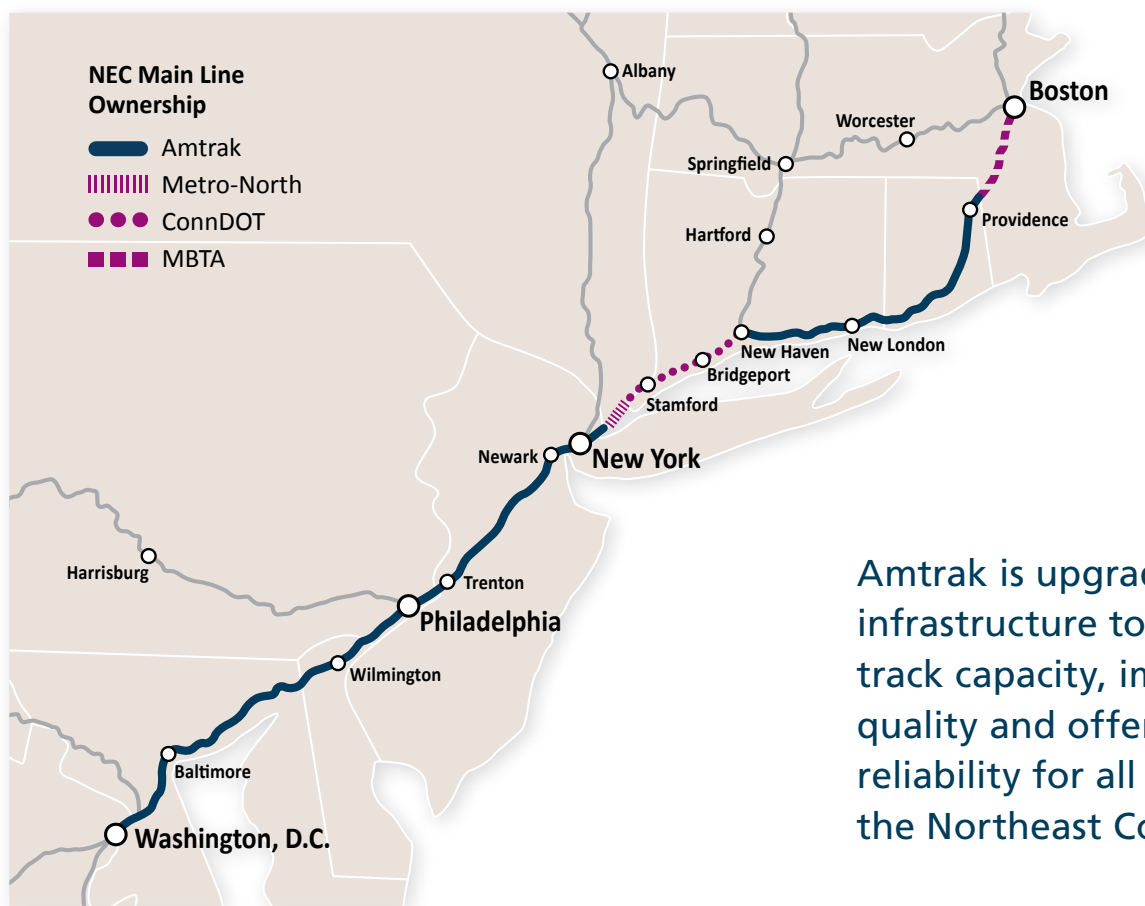 NEC Main Line
Ownership
Amtrak
Metro-North
ConnDOT
MBTA
Albany
Boston
Worcester
Springfield
Providence
Hartford
New Haven
New London
Bridgeport
Stamford
Newark
New York
Harrisburg
Trenton
Philadelphia
Wilmington
Baltimore
Washington, D.C.
Amtrak is upgrad
infrastructure to
track capacity, in
quality and offer
reliability for all
the Northeast Co